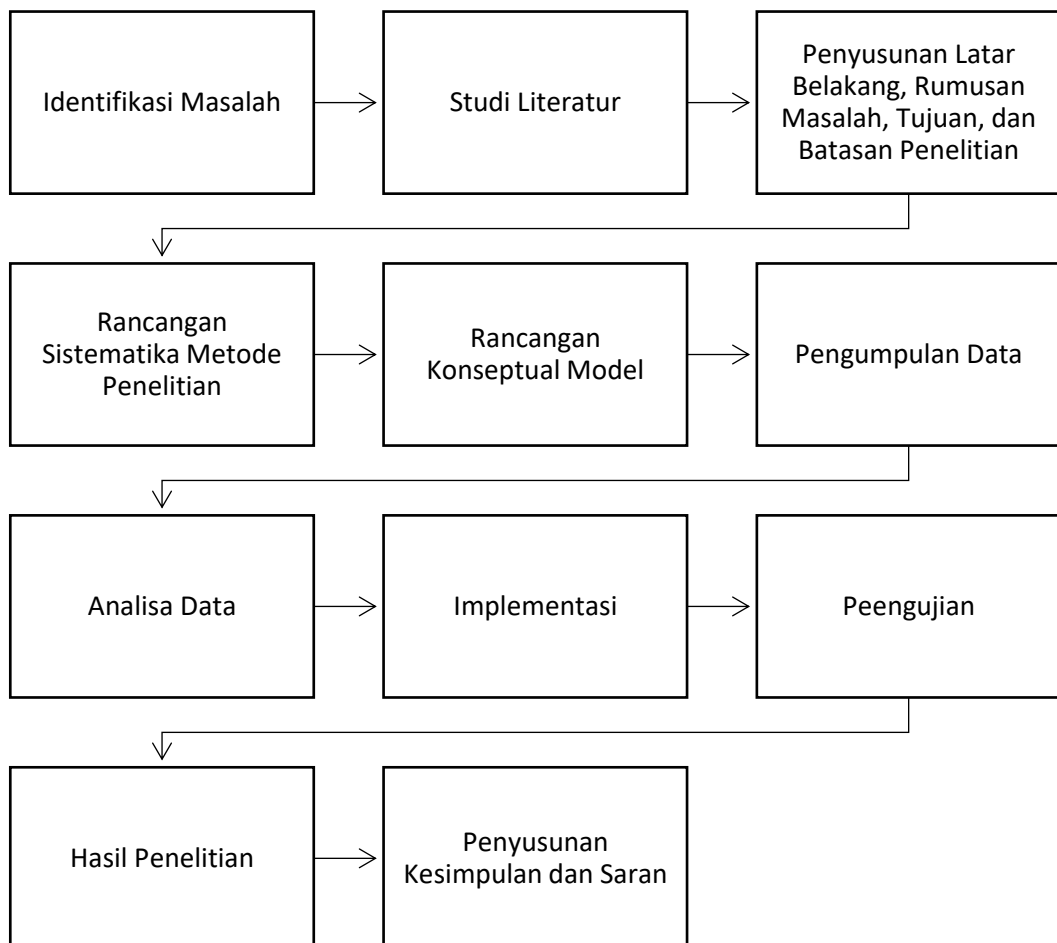 Identifikasi Masalah
Studi Literatur
Penyusunan Latar
Belakang, Rumusan
Masalah, Tujuan, dan
Batasan Penelitian
Rancangan
Sistematika Metode
Penelitian
Rancangan
Konseptual Model
Pengumpulan Data
Analisa Data
Implementasi
Peengujian
Hasil Penelitian
Penyusunan
Kesimpulan dan Saran